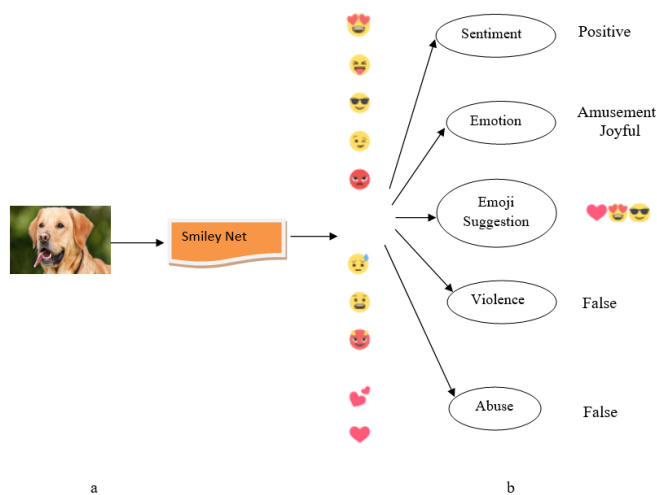 Sentiment
Positive
Emotion
Amusement
Joyful
Emoji
Suggestion
Smiley Net
Violence
False
Abuse
False
a
b